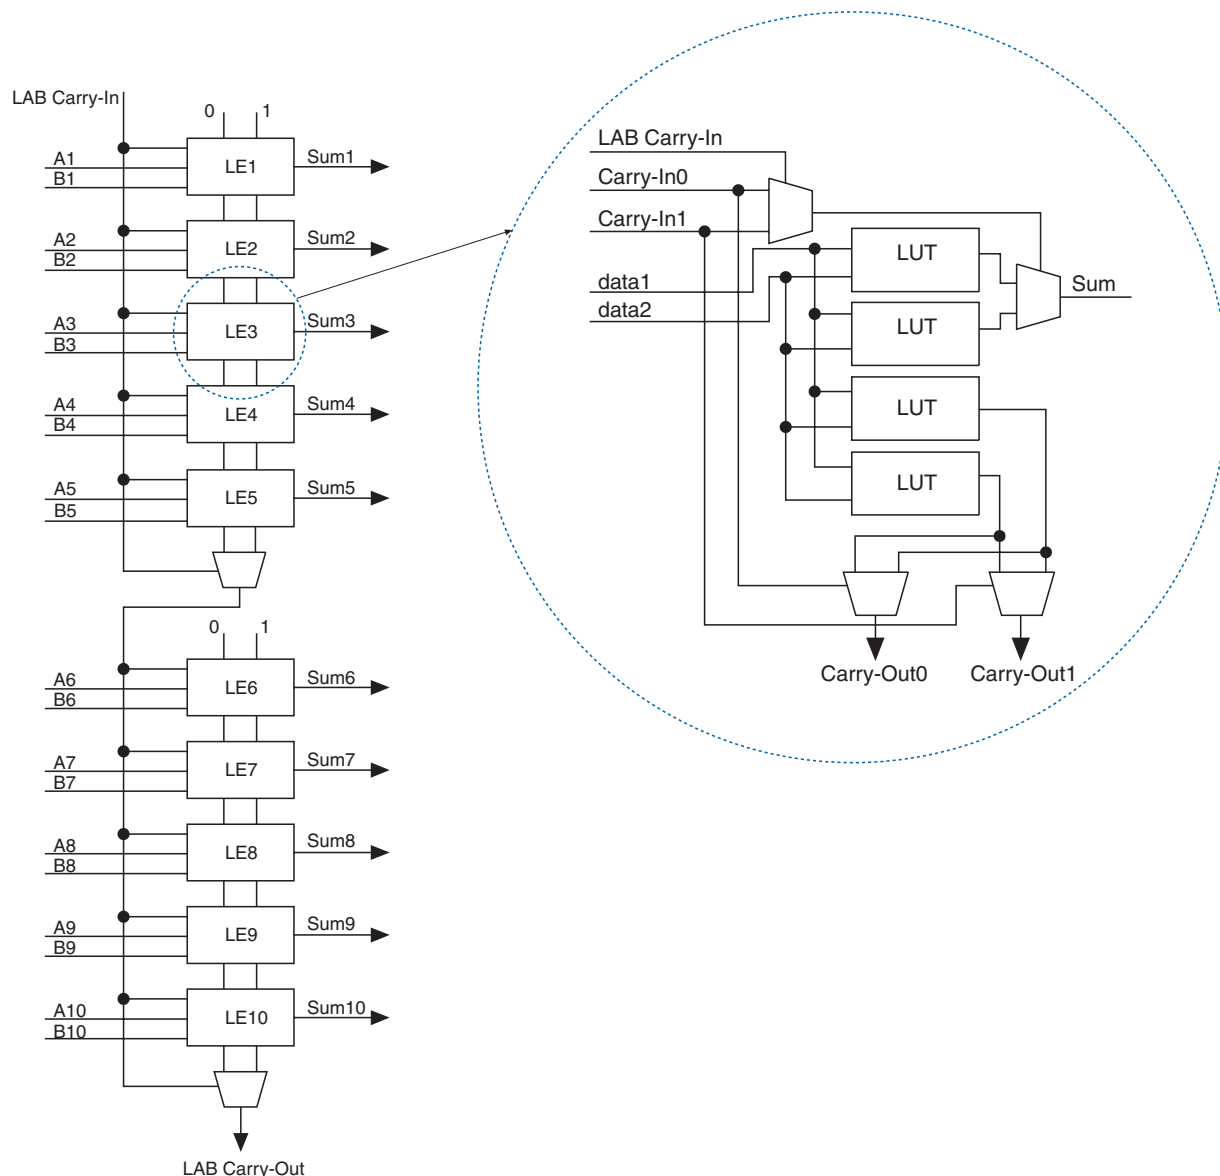 LAB Carry-In
0 1
A1
B1
LE1
Sum1
A2
B2
LE2
Sum2
A3
B3
LE3
Sum3
A4
B4
LE4
Sum4
A5
B5
LE5
Sum5
0 1
A6
B6
LE6
Sum6
A7
B7
LE7
Sum7
A8
B8
LE8
Sum8
A9
B9
LE9
Sum9
A10
B10
LE10
Sum10
LAB Carry-Out
LAB Carry-In
Carry-In0
Carry-In1
data1
data2
LUT
LUT
LUT
LUT
Sum
Carry-Out0
Carry-Out1